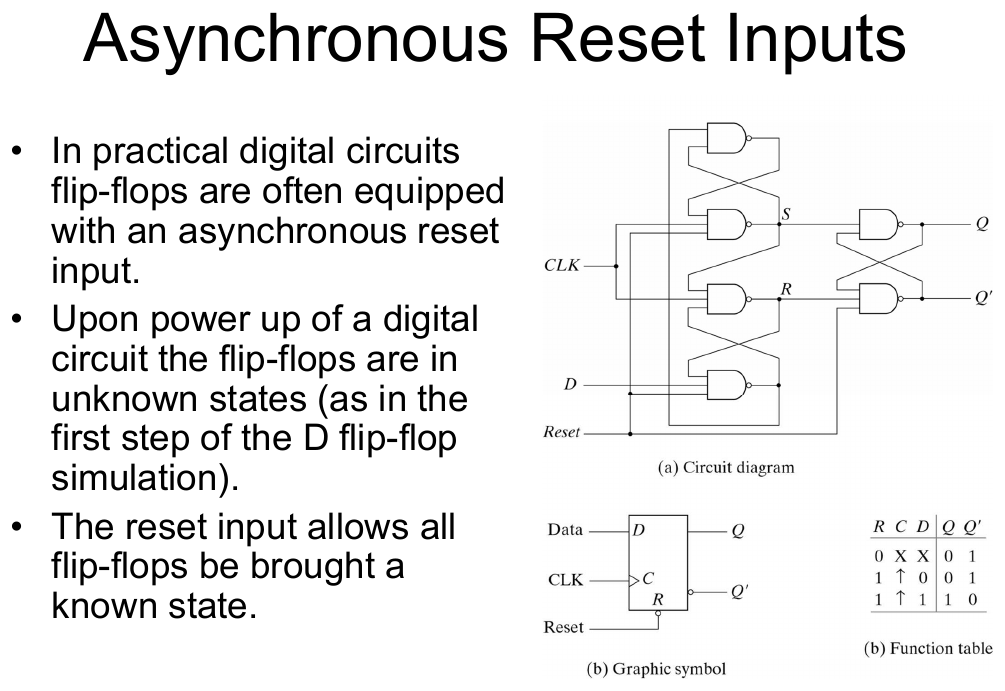 Asynchronous Reset Inputs
• In practical digital circuits
flip-flops are often equipped
with an asynchronous reset
input.
• Upon power up of a digital
circuit the flip-flops are in
unknown states (as in the
first step of the D flip-flop
simulation).
• The reset input allows all
flip-flops be brought a
known state.
S
Q
CLK
R
Q'
D
Reset
(a) Circuit diagram
Data D Q
CLK C Q'
R
Reset
(b) Graphic symbol
R C D Q Q'
0 X X 0 1
1 ↑ 0 0 1
1 ↑ 1 1 0
(b) Function table